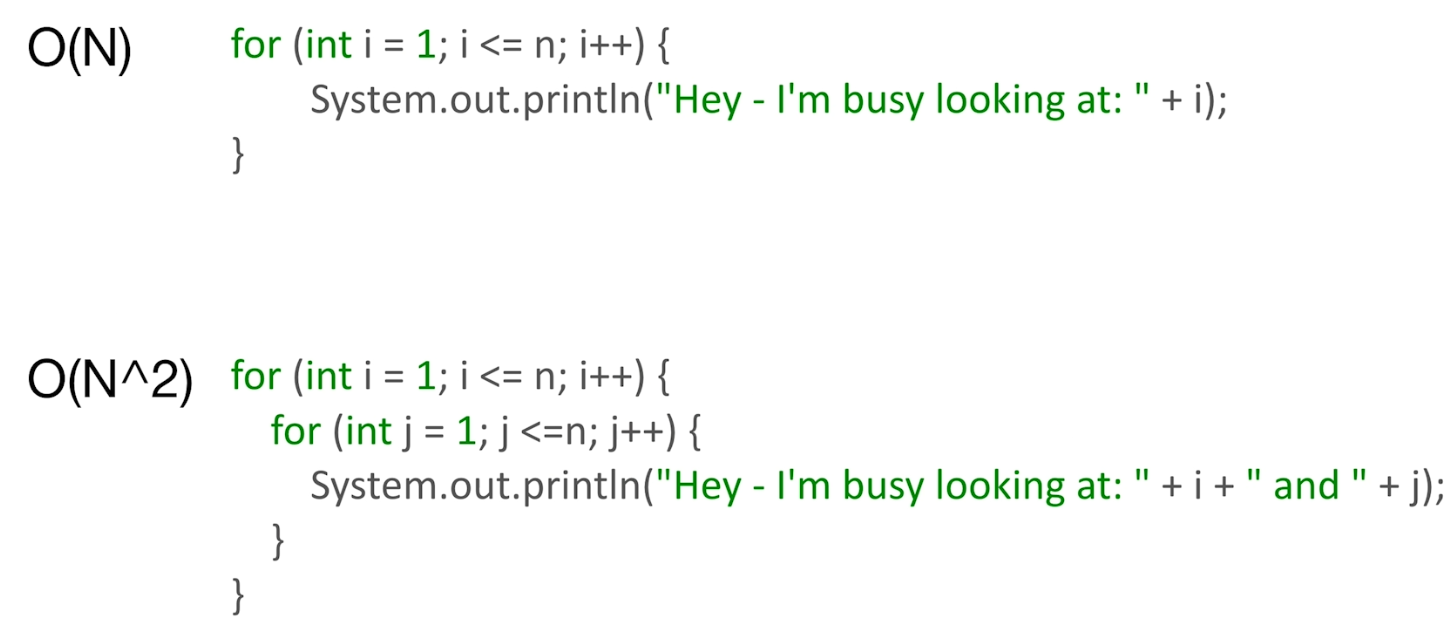 O(N) for (int i = 1; i <= n; i++) {
System.out.println("Hey - I'm busy looking at: " + i);
}
O(N^2) for (int i = 1; i <= n; i++) {
for (int j = 1; j <=n; j++) {
System.out.println("Hey - I'm busy looking at: " + i + " and " + j);
}
}